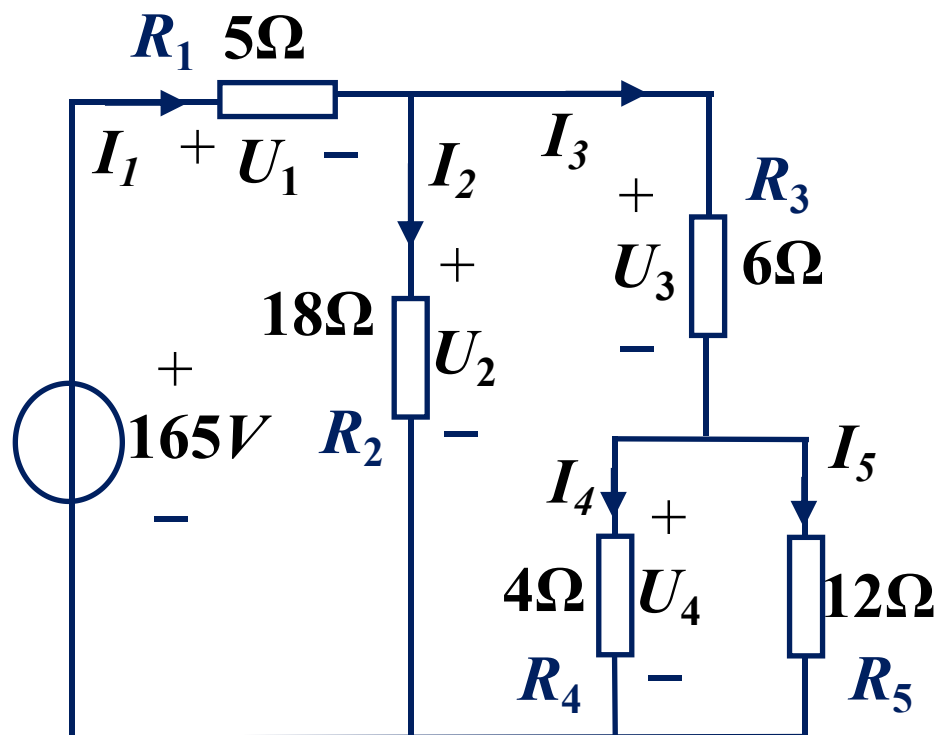 R₁ 5Ω
I₁ + U₁ −
I₂
I₃
+ U₃ −
R₃
6Ω
+
18Ω
U₂
R₂
−
+
165V
−
I₄
I₅
+
4Ω
U₄
12Ω
R₄
−
R₅